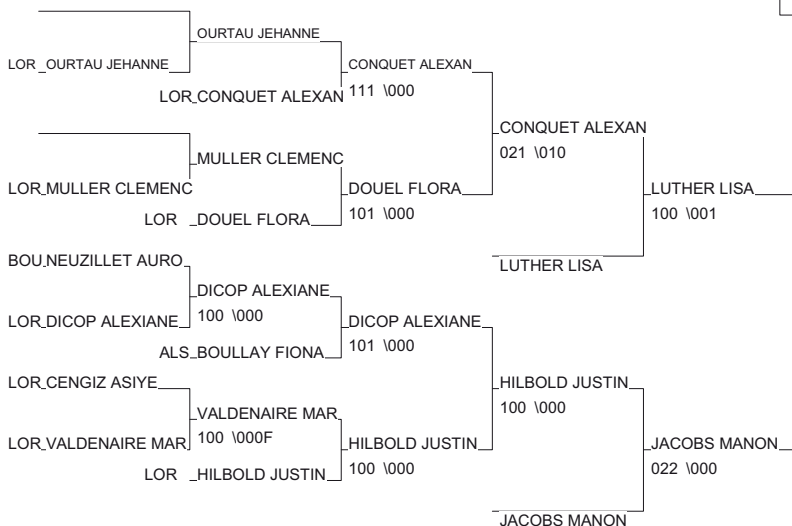 OURTAU JEHANNE
LOR OURTAU JEHANNE
CONQUET ALEXAN
LOR CONQUET ALEXAN
111 \000
CONQUET ALEXAN
021 \010
MULLER CLEMENC
LOR MULLER CLEMENC
DOUEL FLORA
LUTHER LISA
LOR DOUEL FLORA
101 \000
100 \001
BOU NEUZILLET AURO
LUTHER LISA
DICOP ALEXIANE
LOR DICOP ALEXIANE
100 \000
DICOP ALEXIANE
ALS BOULLAY FIONA
101 \000
LOR CENGIZ ASIYE
HILBOLD JUSTIN
100 \000
VALDENAIRE MAR
LOR VALDENAIRE MAR
100 \000F
HILBOLD JUSTIN
JACOBS MANON
LOR HILBOLD JUSTIN
100 \000
022 \000
JACOBS MANON